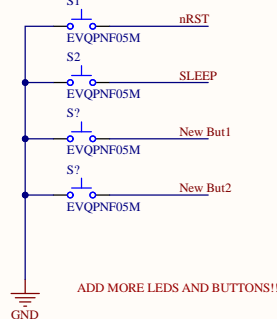 S1
nRST
EVQPNF05M
S2
SLEEP
EVQPNF05M
S?
New But1
EVQPNF05M
S?
New But2
EVQPNF05M
ADD MORE LEDS AND BUTTONS!!
GND